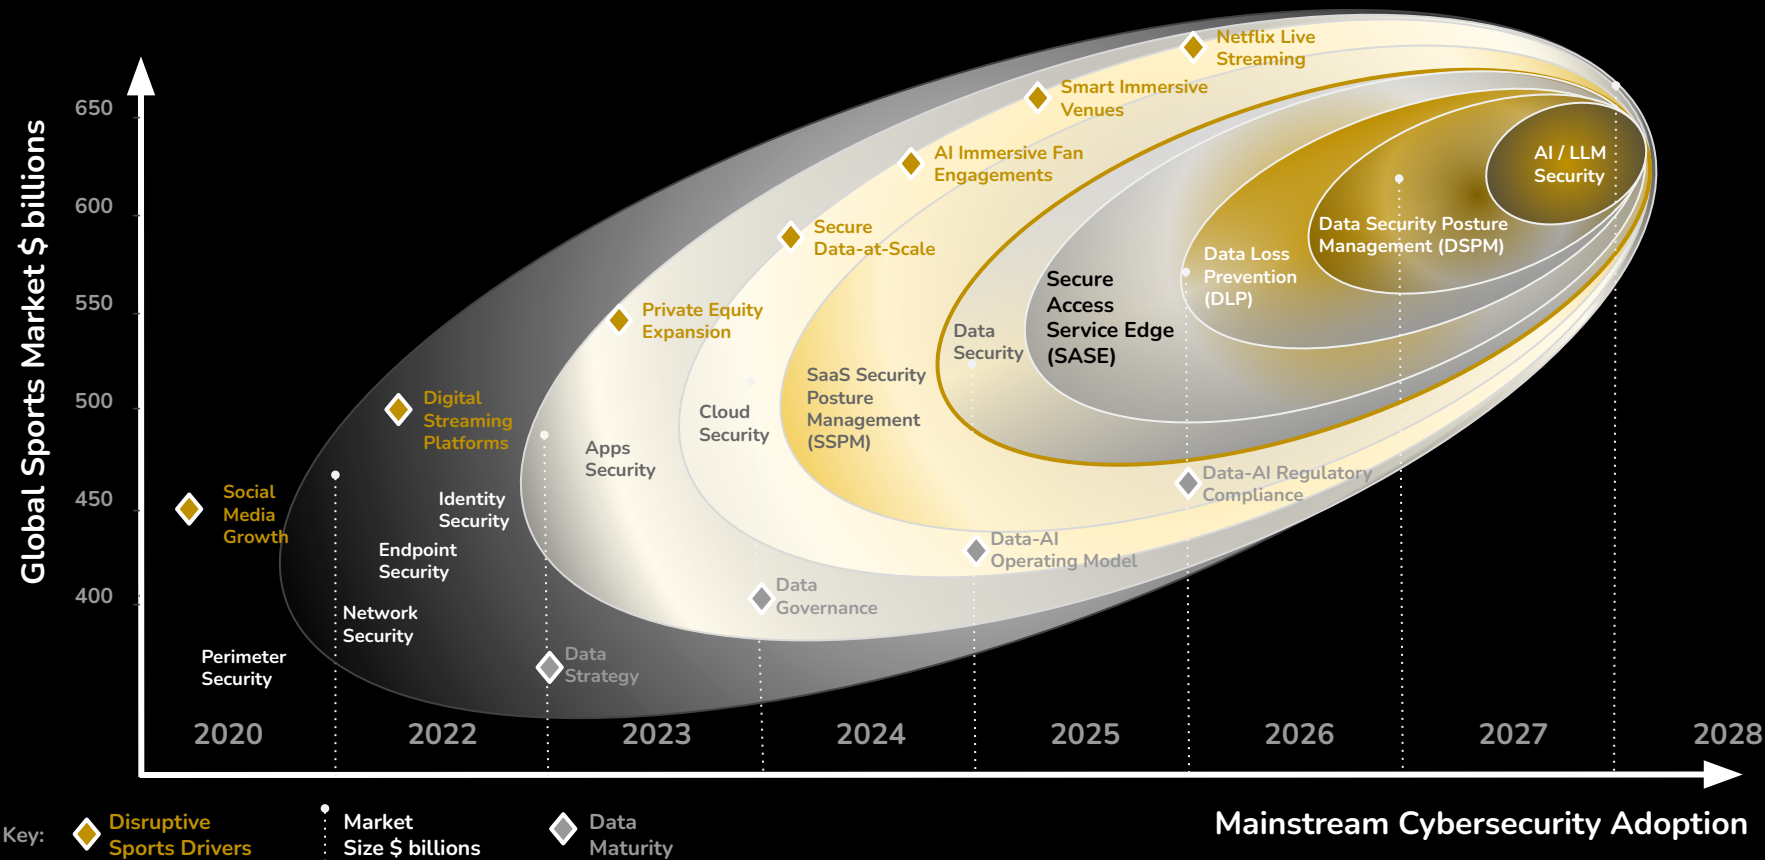 Global Sports Market $ billions
650
600
550
500
450
400
Netflix Live
Streaming
Smart Immersive
Venues
AI Immersive Fan
Engagements
Secure
Data-at-Scale
Private Equity
Expansion
Digital
Streaming
Platforms
Social
Media
Growth
AI / LLM
Security
Data Security Posture
Management (DSPM)
Data Loss
Prevention
(DLP)
Secure
Access
Service Edge
(SASE)
Data
Security
SaaS Security
Posture
Management
(SSPM)
Cloud
Security
Apps
Security
Identity
Security
Endpoint
Security
Network
Security
Perimeter
Security
Data-AI Regulatory
Compliance
Data-AI
Operating Model
Data
Governance
Data
Strategy
2020
2022
2023
2024
2025
2026
2027
2028
Mainstream Cybersecurity Adoption
Key:
Disruptive
Sports Drivers
Market
Size $ billions
Data
Maturity